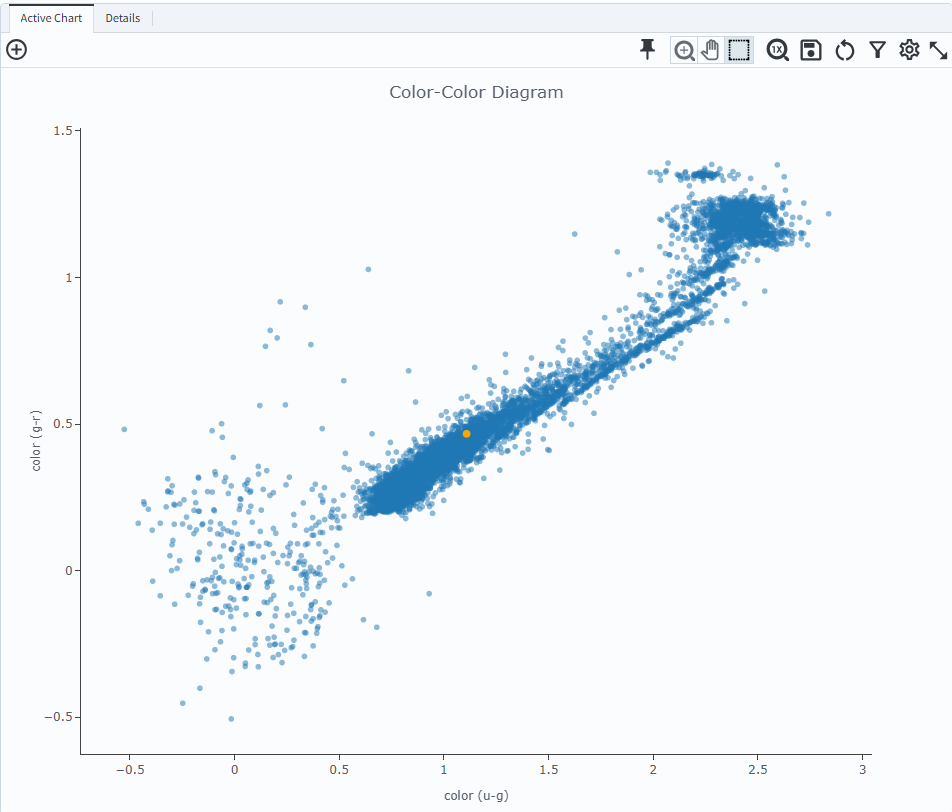 Active Chart Details
1X
Color-Color Diagram
1.5
1
0.5
0
−0.5
color (g-r)
−0.5 0 0.5 1 1.5 2 2.5 3
color (u-g)